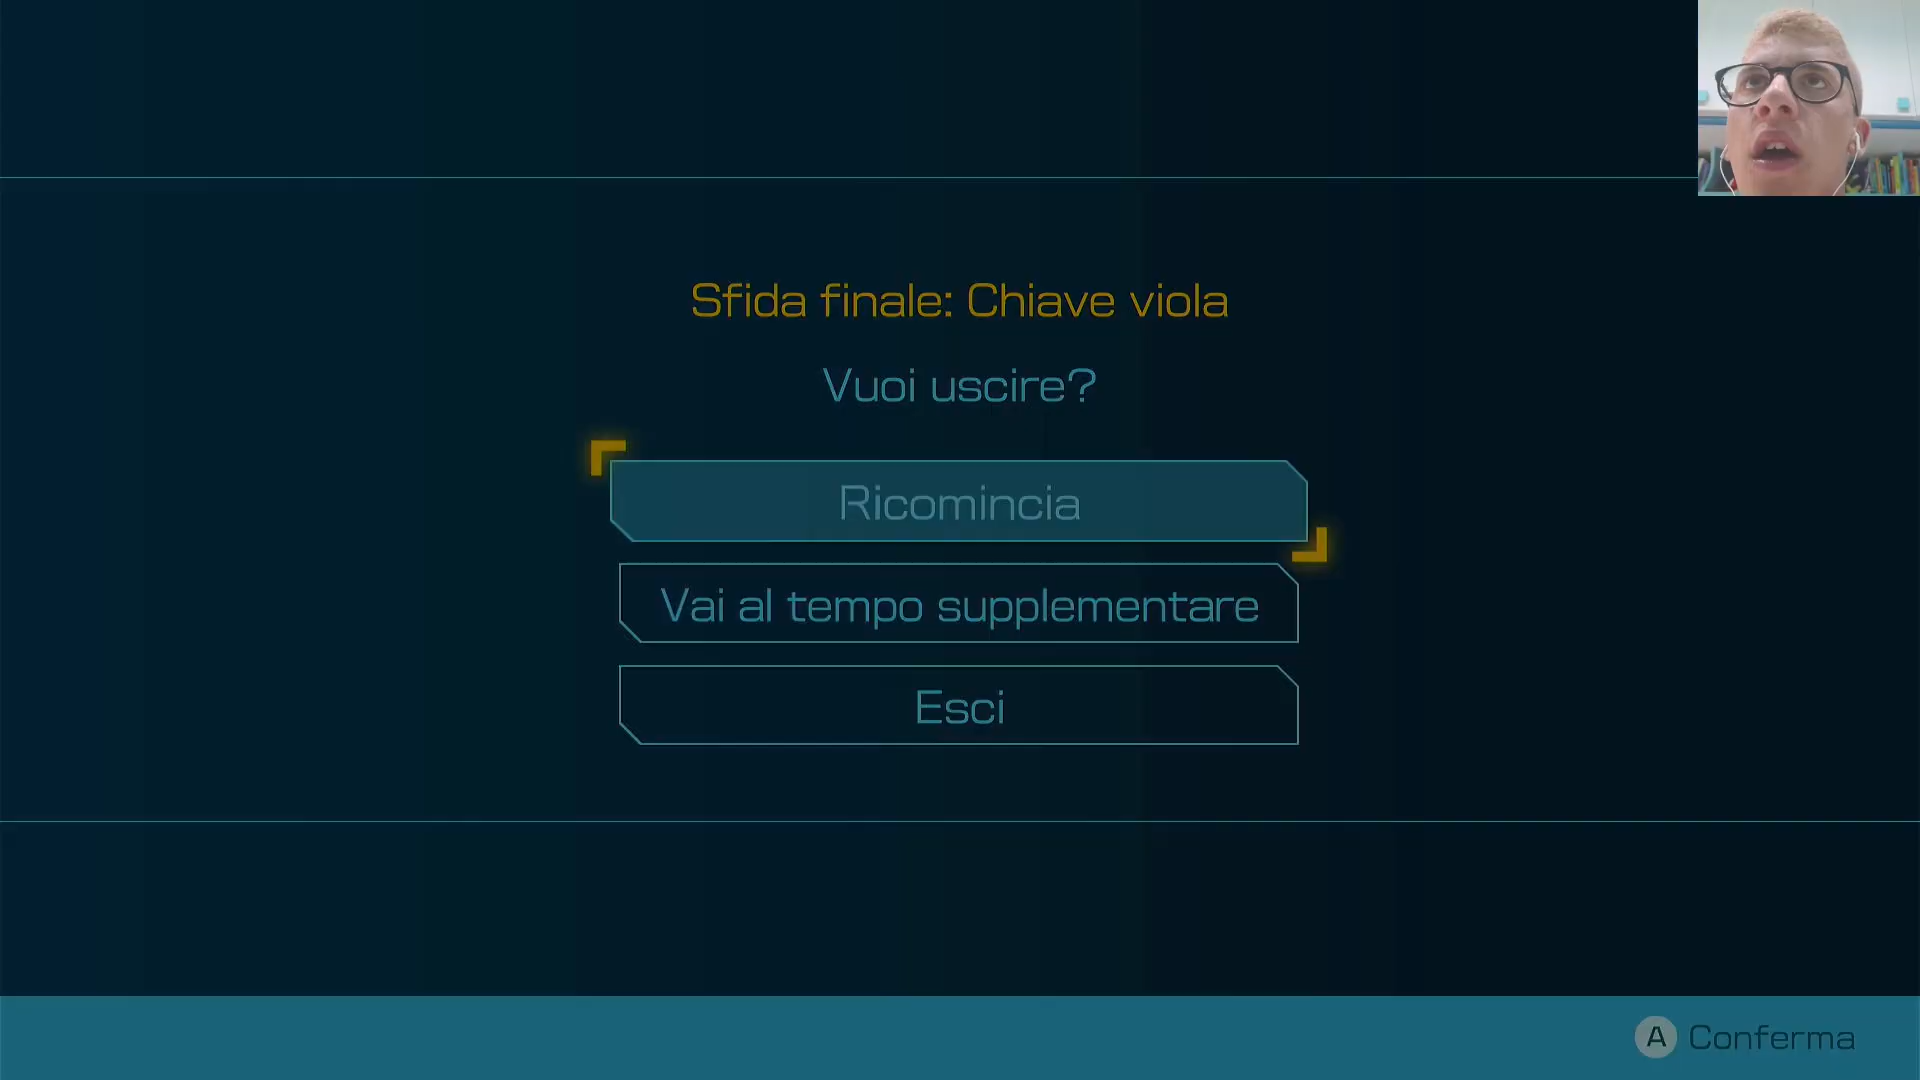 Sfida finale: Chiave viola
Vuoi uscire?
Ricomincia
Vai al tempo supplementare
Esci
A Conferma